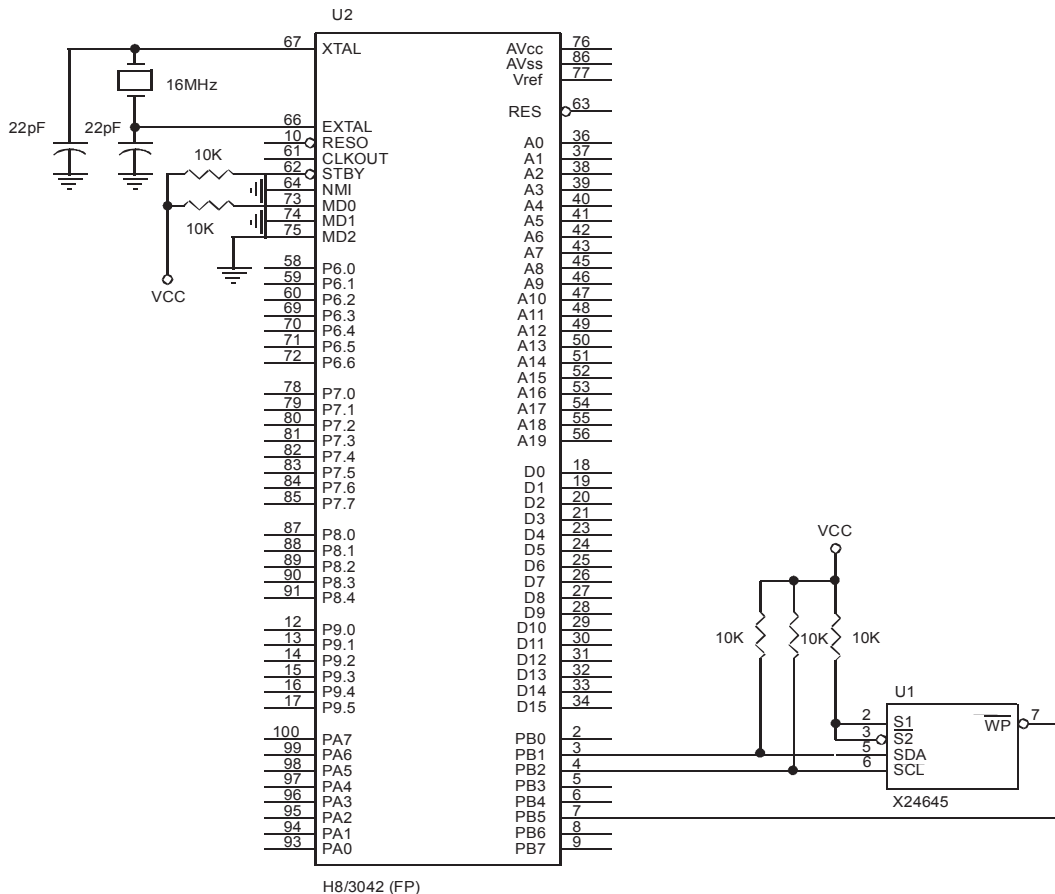 U2
67 XTAL
16MHz
22pF 22pF
66 EXTAL
10 RESO
61 CLKOUT
10K 62 STBY
64 NMI
73 MD0
74 MD1
10K 75 MD2
VCC
58 P6.0
59 P6.1
60 P6.2
69 P6.3
70 P6.4
71 P6.5
72 P6.6
78 P7.0
79 P7.1
80 P7.2
81 P7.3
82 P7.4
83 P7.5
84 P7.6
85 P7.7
87 P8.0
88 P8.1
89 P8.2
90 P8.3
91 P8.4
12 P9.0
13 P9.1
14 P9.2
15 P9.3
16 P9.4
17 P9.5
100 PA7
99 PA6
98 PA5
97 PA4
96 PA3
95 PA2
94 PA1
93 PA0
AVcc 76
AVss 86
Vref 77
RES 63
A0 36
A1 37
A2 38
A3 39
A4 40
A5 41
A6 42
A7 43
A8 45
A9 46
A10 47
A11 48
A12 49
A13 50
A14 51
A15 52
A16 53
A17 54
A18 55
A19 56
D0 18
D1 19
D2 20
D3 21
D4 23
D5 24
D6 25
D7 26
D8 27
D9 28
D10 29
D11 30
D12 31
D13 32
D14 33
D15 34
PB0 2
PB1 3
PB2 4
PB3 5
PB4 6
PB5 7
PB6 8
PB7 9
H8/3042 (FP)
VCC
10K 10K 10K
U1
2 S1 WP 7
3 S2
5 SDA
6 SCL
X24645